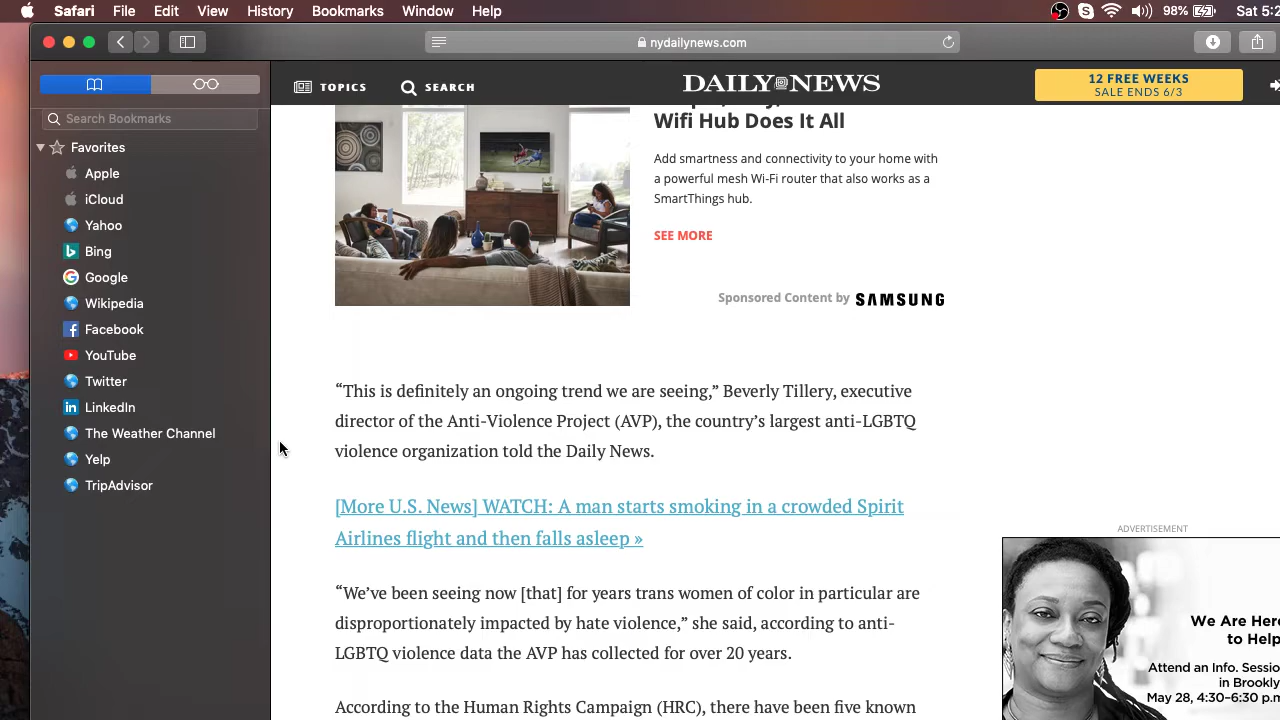 Safari File Edit View History Bookmarks Window Help 98% Sat 5:2
nydailynews.com
TOPICS SEARCH DAILY NEWS 12 FREE WEEKS
SALE ENDS 6/3
Search Bookmarks
Favorites
Apple
iCloud
Yahoo
Bing
Google
Wikipedia
Facebook
YouTube
Twitter
LinkedIn
The Weather Channel
Yelp
TripAdvisor
Wifi Hub Does It All
Add smartness and connectivity to your home with
a powerful mesh Wi-Fi router that also works as a
SmartThings hub.
SEE MORE
Sponsored Content by SAMSUNG
“This is definitely an ongoing trend we are seeing,” Beverly Tillery, executive
director of the Anti-Violence Project (AVP), the country’s largest anti-LGBTQ
violence organization told the Daily News.
[More U.S. News] WATCH: A man starts smoking in a crowded Spirit
Airlines flight and then falls asleep »
“We’ve been seeing now [that] for years trans women of color in particular are
disproportionately impacted by hate violence,” she said, according to anti-
LGBTQ violence data the AVP has collected for over 20 years.
According to the Human Rights Campaign (HRC), there have been five known
ADVERTISEMENT
We Are Here
to Help
Attend an Info. Sessio
in Brookly
May 28, 4:30-6:30 p.m